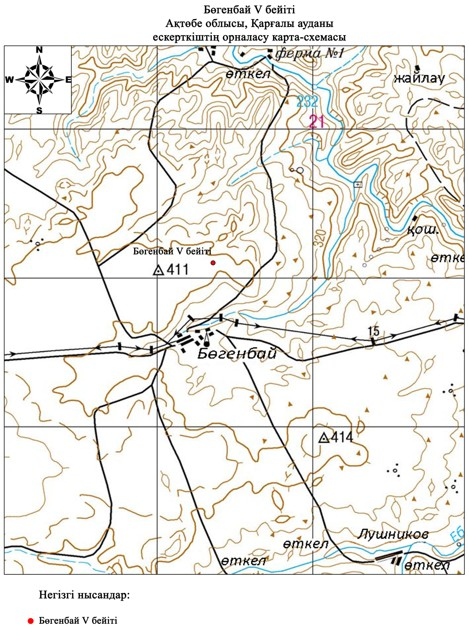 Бөгенбай V бейіті
Ақтөбе облысы, Қарғалы ауданы
ескерткіштің орналасу карта-схемасы
N
W E
S
ферма №1
өткел
жайлау
232
21
қош.
320
өтке
Бөгенбай V бейіті
411
15
Бөгенбай
414
Лушников
өткел
өткел
өткел
Негізгі нысандар:
Бөгенбай V бейіті